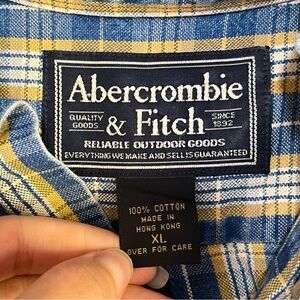 Abercrombie
QUALITY GOODS & Fitch SINCE 1892
RELIABLE OUTDOOR GOODS
EVERYTHING WE MAKE AND SELL IS GUARANTEED
100% COTTON
MADE IN
HONG KONG
XL
OVER FOR CARE